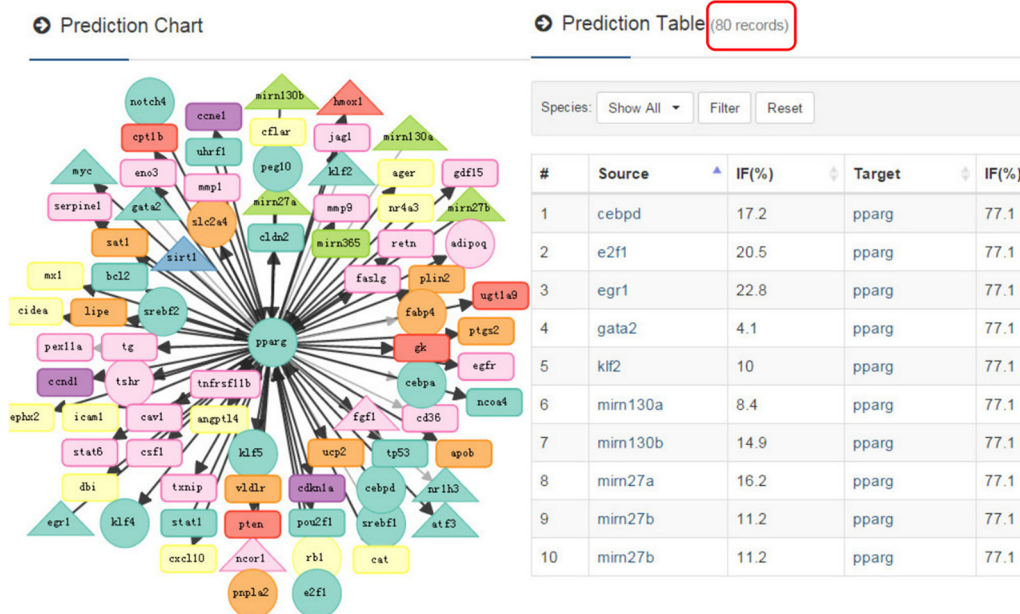 Prediction Chart
notch4
ccne1
mirn130b
hmox1
cpt1b
uhrf1
cflar
jag1
mirn130a
myc
eno3
mmp1
peg10
klf2
ager
gdf15
serpine1
gata2
slc2a4
mirn27a
mmp9
nr4a3
mirn27b
sat1
sirt1
cldn2
mirn365
retn
adipoq
mx1
bcl2
faslg
plin2
ugt1a9
cidea
lipe
srebf2
fabp4
ptgs2
pex11a
tg
pparg
gk
egfr
ccnd1
tshr
tnfrsf11b
cebpa
ncoa4
ephx2
icam1
cav1
angptl4
fgf1
cd36
stat6
csf1
klf5
ucp2
tp53
apob
dbi
txnip
vldlr
cdkn1a
cebpd
nr1h3
egr1
klf4
stat1
pten
pou2f1
srebf1
atf3
cxcl10
ncor1
rb1
cat
pnpla2
e2f1
Prediction Table (80 records)
Species: Show All Filter Reset
# Source IF(%) Target IF(%)
1 cebpd 17.2 pparg 77.1
2 e2f1 20.5 pparg 77.1
3 egr1 22.8 pparg 77.1
4 gata2 4.1 pparg 77.1
5 klf2 10 pparg 77.1
6 mirn130a 8.4 pparg 77.1
7 mirn130b 14.9 pparg 77.1
8 mirn27a 16.2 pparg 77.1
9 mirn27b 11.2 pparg 77.1
10 mirn27b 11.2 pparg 77.1